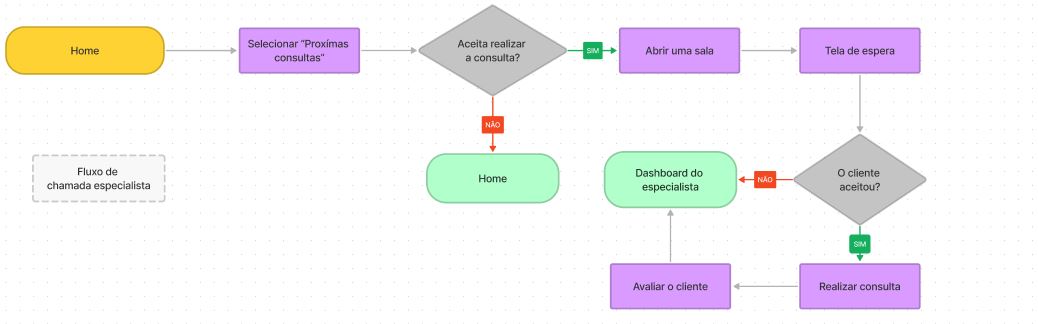 Home
Selecionar “Proxímas
consultas”
Aceita realizar
a consulta?
SIM
Abrir uma sala
Tela de espera
NÃO
Fluxo de
chamada especialista
Home
Dashboard do
especialista
NÃO
O cliente
aceitou?
SIM
Avaliar o cliente
Realizar consulta